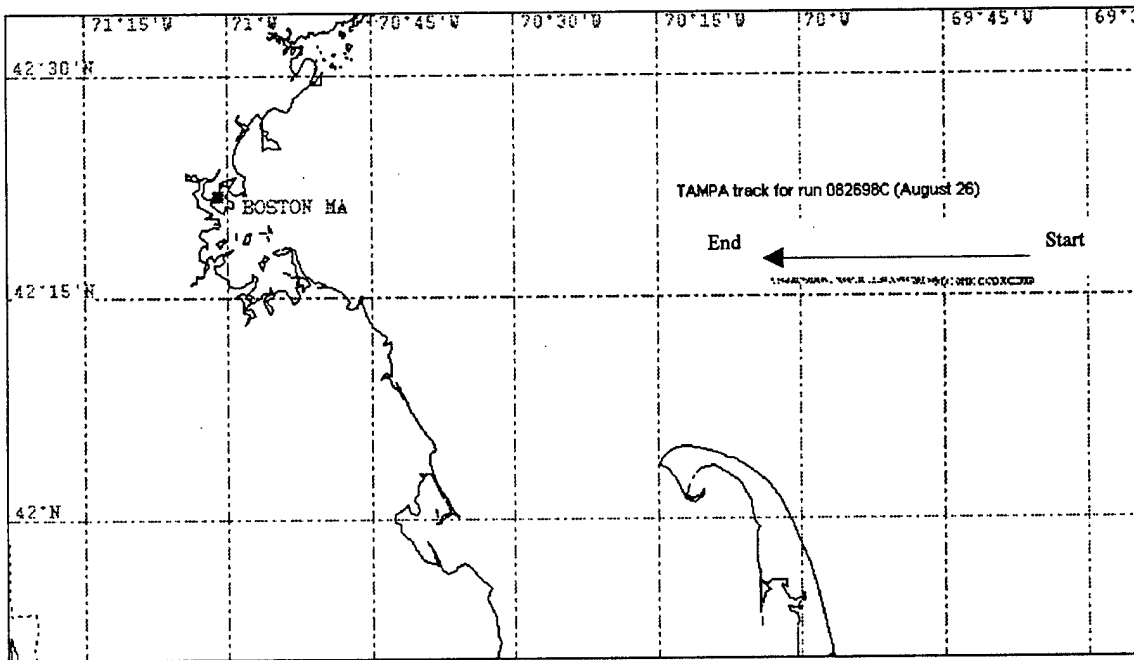 71°15'W 71°W 70°45'W 70°30'W 70°15'W 70°W 69°45'W
42°30'N
TAMPA track for run 082698C (August 26)
BOSTON MA
End Start
42°15'N
42°N